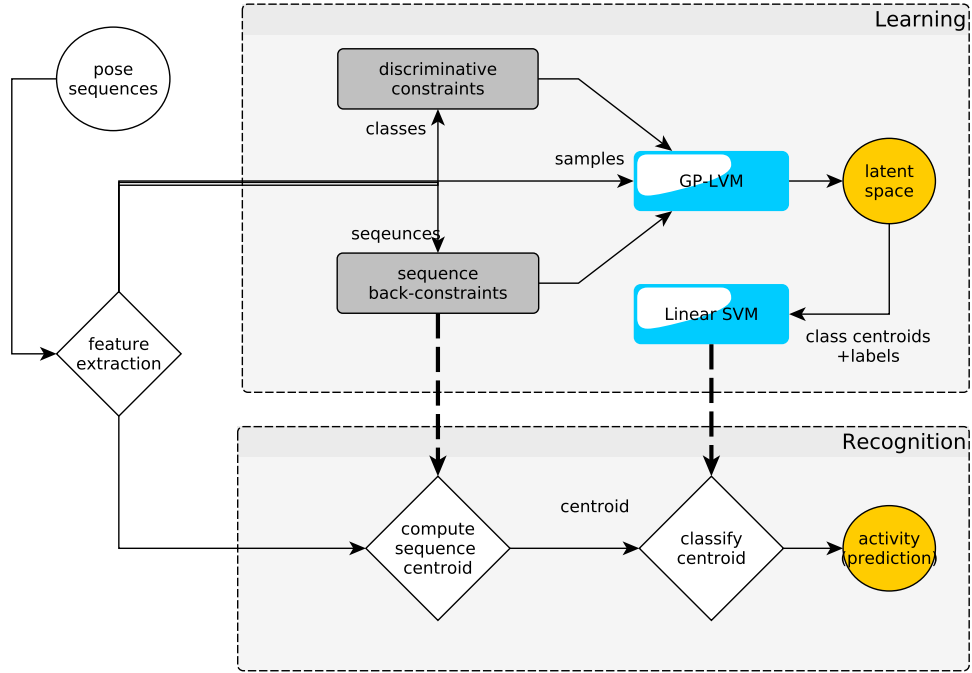 Learning
pose
sequences
discriminative
constraints
classes
samples
GP-LVM
latent
space
seqeunces
sequence
back-constraints
Linear SVM
class centroids
+labels
feature
extraction
Recognition
compute
sequence
centroid
centroid
classify
centroid
activity
(prediction)